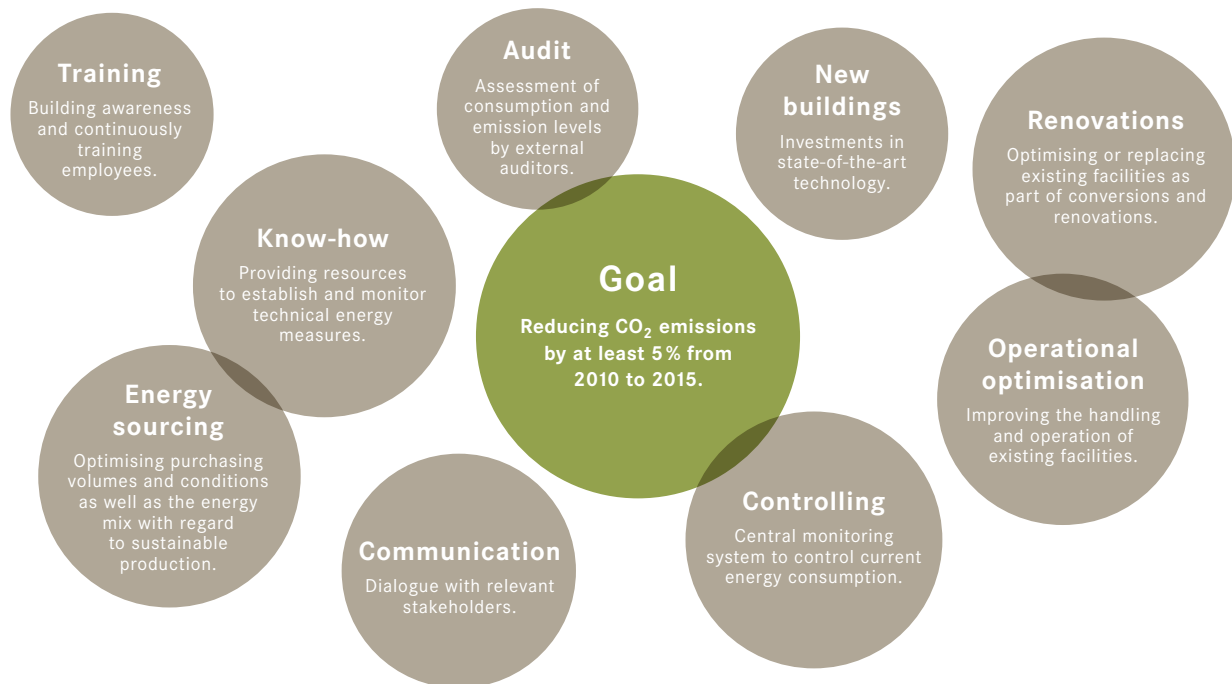 Training
Building awareness
and continuously
training
employees.
Audit
Assessment of
consumption and
emission levels
by external
auditors.
New
buildings
Investments in
state-of-the-art
technology.
Renovations
Optimising or replacing
existing facilities as
part of conversions and
renovations.
Know-how
Providing resources
to establish and monitor
technical energy
measures.
Goal
Reducing CO₂ emissions
by at least 5 % from
2010 to 2015.
Operational
optimisation
Improving the handling
and operation of
existing facilities.
Energy
sourcing
Optimising purchasing
volumes and conditions
as well as the energy
mix with regard
to sustainable
production.
Communication
Dialogue with relevant
stakeholders.
Controlling
Central monitoring
system to control current
energy consumption.